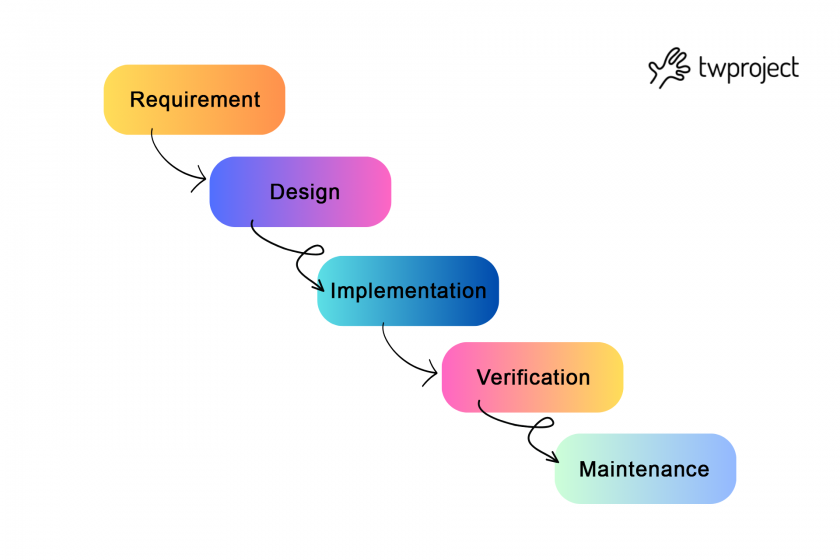 twproject
Requirement
Design
Implementation
Verification
Maintenance